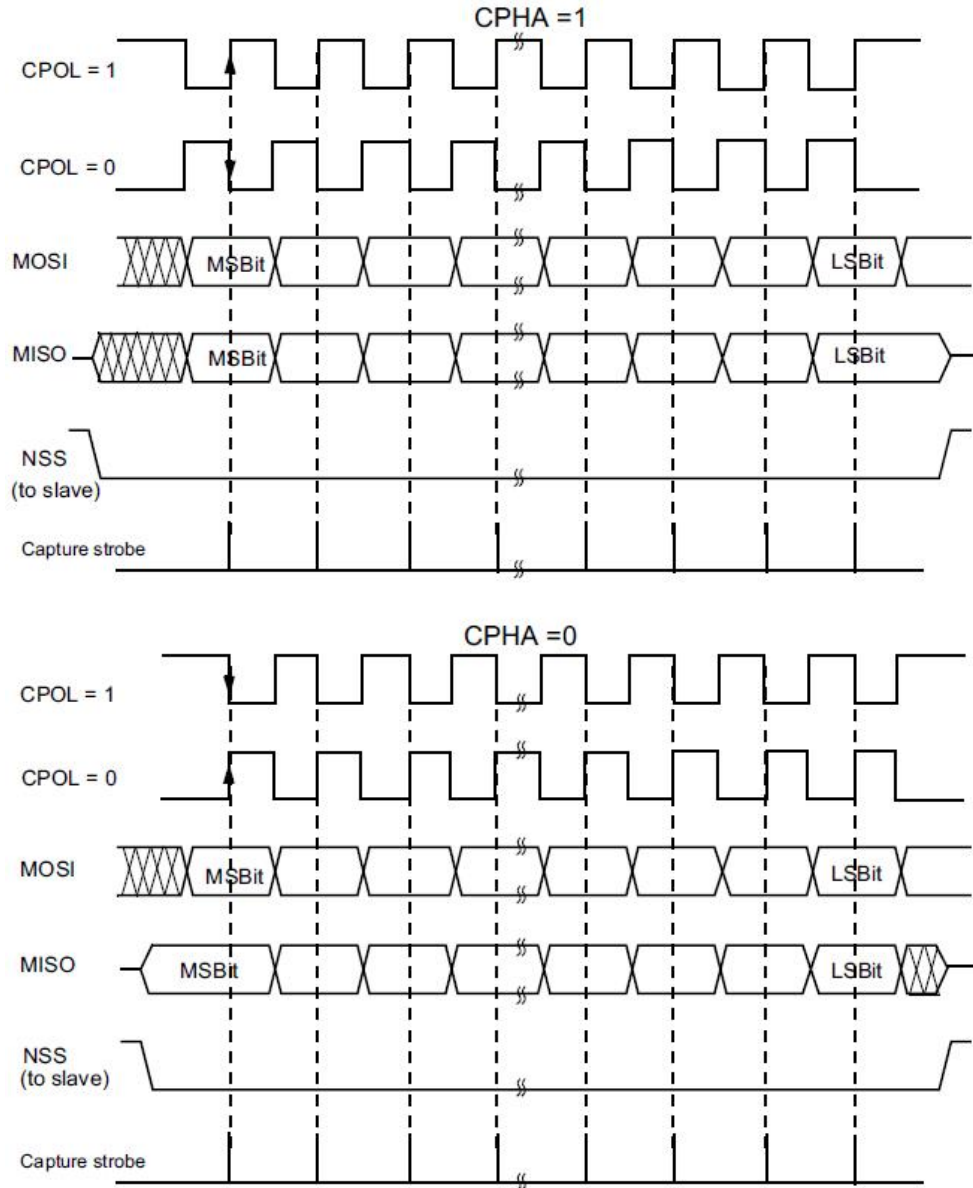 CPHA =1
CPOL = 1
CPOL = 0
MOSI
MSBit
LSBit
MISO
MSBit
LSBit
NSS
(to slave)
Capture strobe
CPHA =0
CPOL = 1
CPOL = 0
MOSI
MSBit
LSBit
MISO
MSBit
LSBit
NSS
(to slave)
Capture strobe